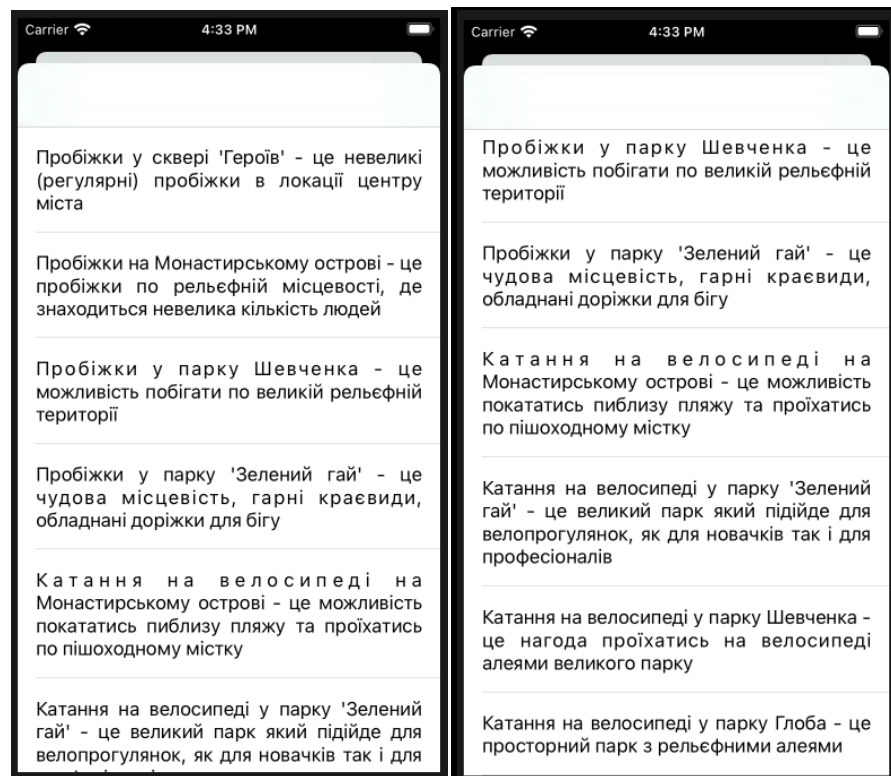 Carrier 4:33 PM
Пробіжки у сквері 'Героїв' - це невеликі
(регулярні) пробіжки в локації центру
міста
Пробіжки на Монастирському острові - це
пробіжки по рельєфній місцевості, де
знаходиться невелика кількість людей
Пробіжки у парку Шевченка - це
можливість побігати по великій рельєфній
території
Пробіжки у парку 'Зелений гай' - це
чудова місцевість, гарні краєвиди,
обладнані доріжки для бігу
Катання на велосипеді на
Монастирському острові - це можливість
покататись пиблизу пляжу та проїхатись
по пішоходному містку
Катання на велосипеді у парку 'Зелений
гай' - це великий парк який підійде для
велопрогулянок, як для новачків так і для
Carrier 4:33 PM
Пробіжки у парку Шевченка - це
можливість побігати по великій рельєфній
території
Пробіжки у парку 'Зелений гай' - це
чудова місцевість, гарні краєвиди,
обладнані доріжки для бігу
Катання на велосипеді на
Монастирському острові - це можливість
покататись пиблизу пляжу та проїхатись
по пішоходному містку
Катання на велосипеді у парку 'Зелений
гай' - це великий парк який підійде для
велопрогулянок, як для новачків так і для
професіоналів
Катання на велосипеді у парку Шевченка -
це нагода проїхатись на велосипеді
алеями великого парку
Катання на велосипеді у парку Глоба - це
просторний парк з рельєфними алеями